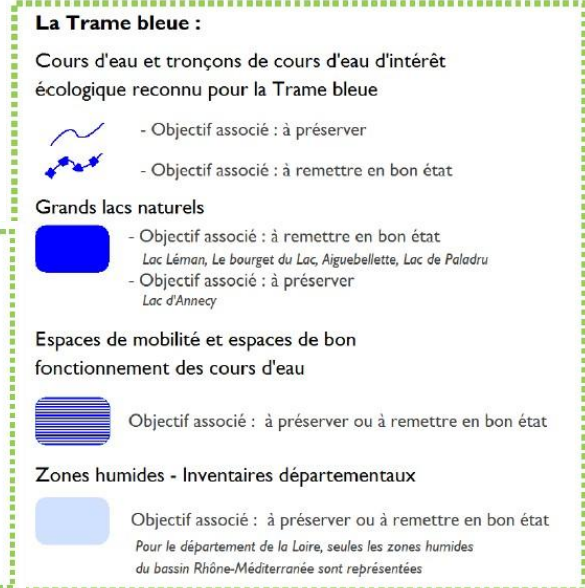 La Trame bleue :
Cours d'eau et tronçons de cours d'eau d'intérêt
écologique reconnu pour la Trame bleue
- Objectif associé : à préserver
- Objectif associé : à remettre en bon état
Grands lacs naturels
- Objectif associé : à remettre en bon état
Lac Léman, Le bourget du Lac, Aiguebellette, Lac de Paladru
- Objectif associé : à préserver
Lac d'Annecy
Espaces de mobilité et espaces de bon
fonctionnement des cours d'eau
Objectif associé : à préserver ou à remettre en bon état
Zones humides - Inventaires départementaux
Objectif associé : à préserver ou à remettre en bon état
Pour le département de la Loire, seules les zones humides
du bassin Rhône-Méditerranée sont représentées